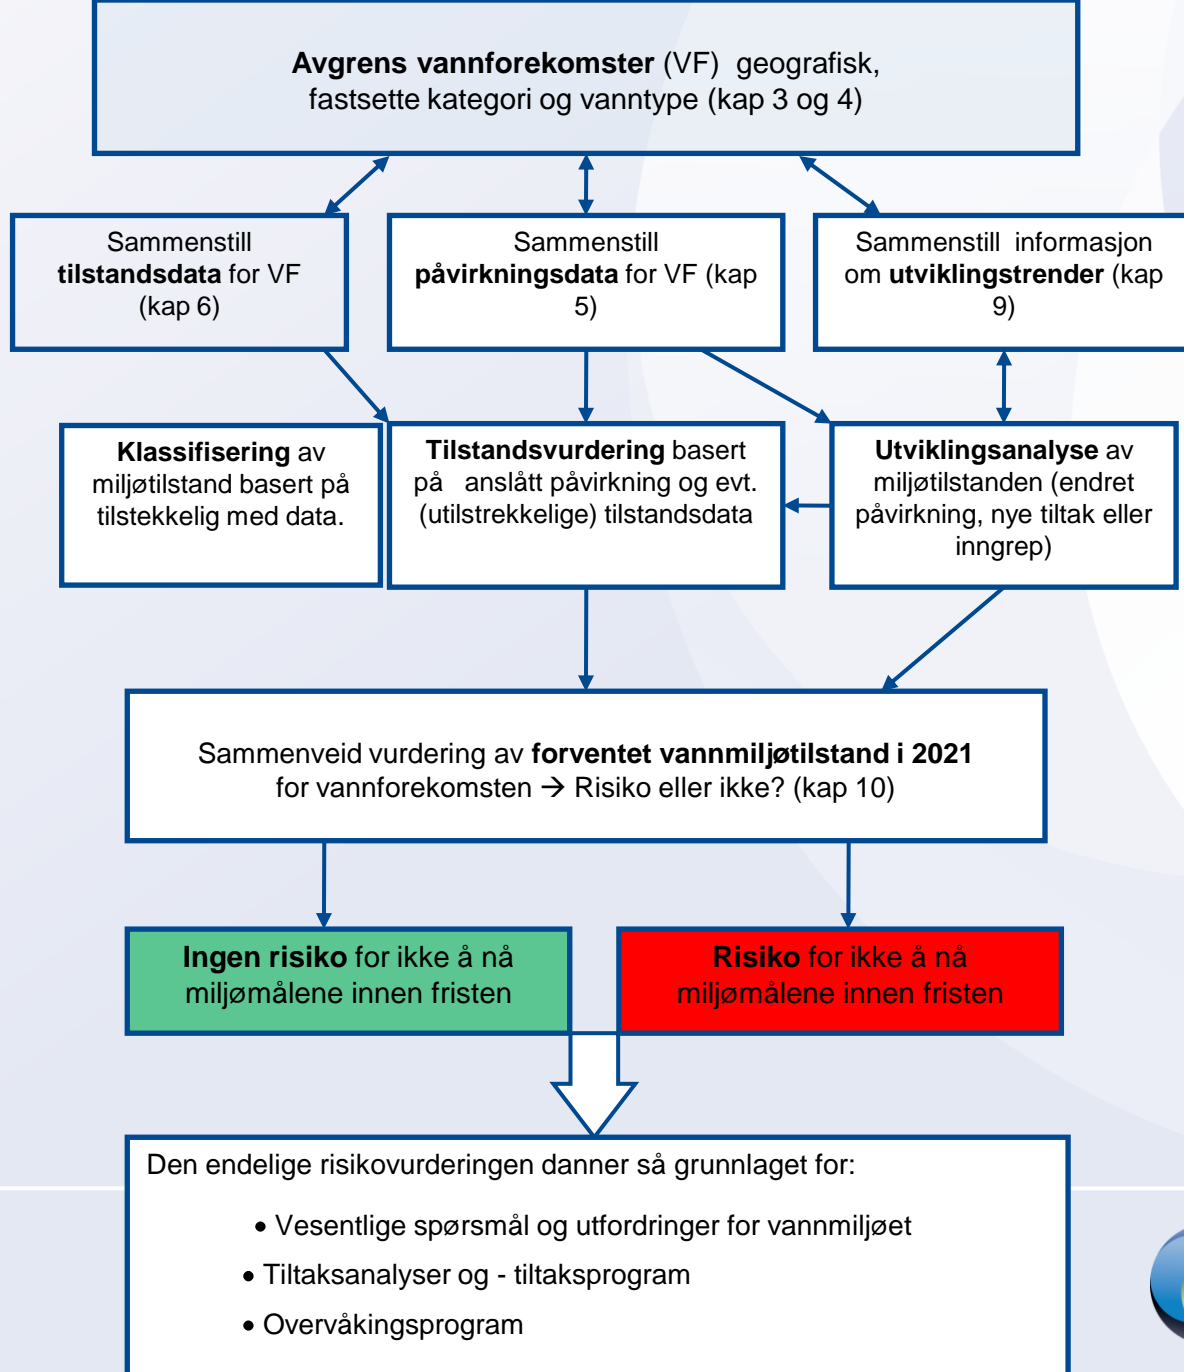 Avgrens vannforekomster (VF) geografisk,
fastsette kategori og vanntype (kap 3 og 4)
Sammenstill
tilstandsdata for VF
(kap 6)
Sammenstill
påvirkningsdata for VF (kap
5)
Sammenstill informasjon
om utviklingstrender (kap
9)
Klassifisering av
miljøtilstand basert på
tilstekkelig med data.
Tilstandsvurdering basert
på anslått påvirkning og evt.
(utilstrekkelige) tilstandsdata
Utviklingsanalyse av
miljøtilstanden (endret
påvirkning, nye tiltak eller
inngrep)
Sammenveid vurdering av forventet vannmiljøtilstand i 2021
for vannforekomsten → Risiko eller ikke? (kap 10)
Ingen risiko for ikke å nå
miljømålene innen fristen
Risiko for ikke å nå
miljømålene innen fristen
Den endelige risikovurderingen danner så grunnlaget for:
• Vesentlige spørsmål og utfordringer for vannmiljøet
• Tiltaksanalyser og - tiltaksprogram
• Overvåkingsprogram